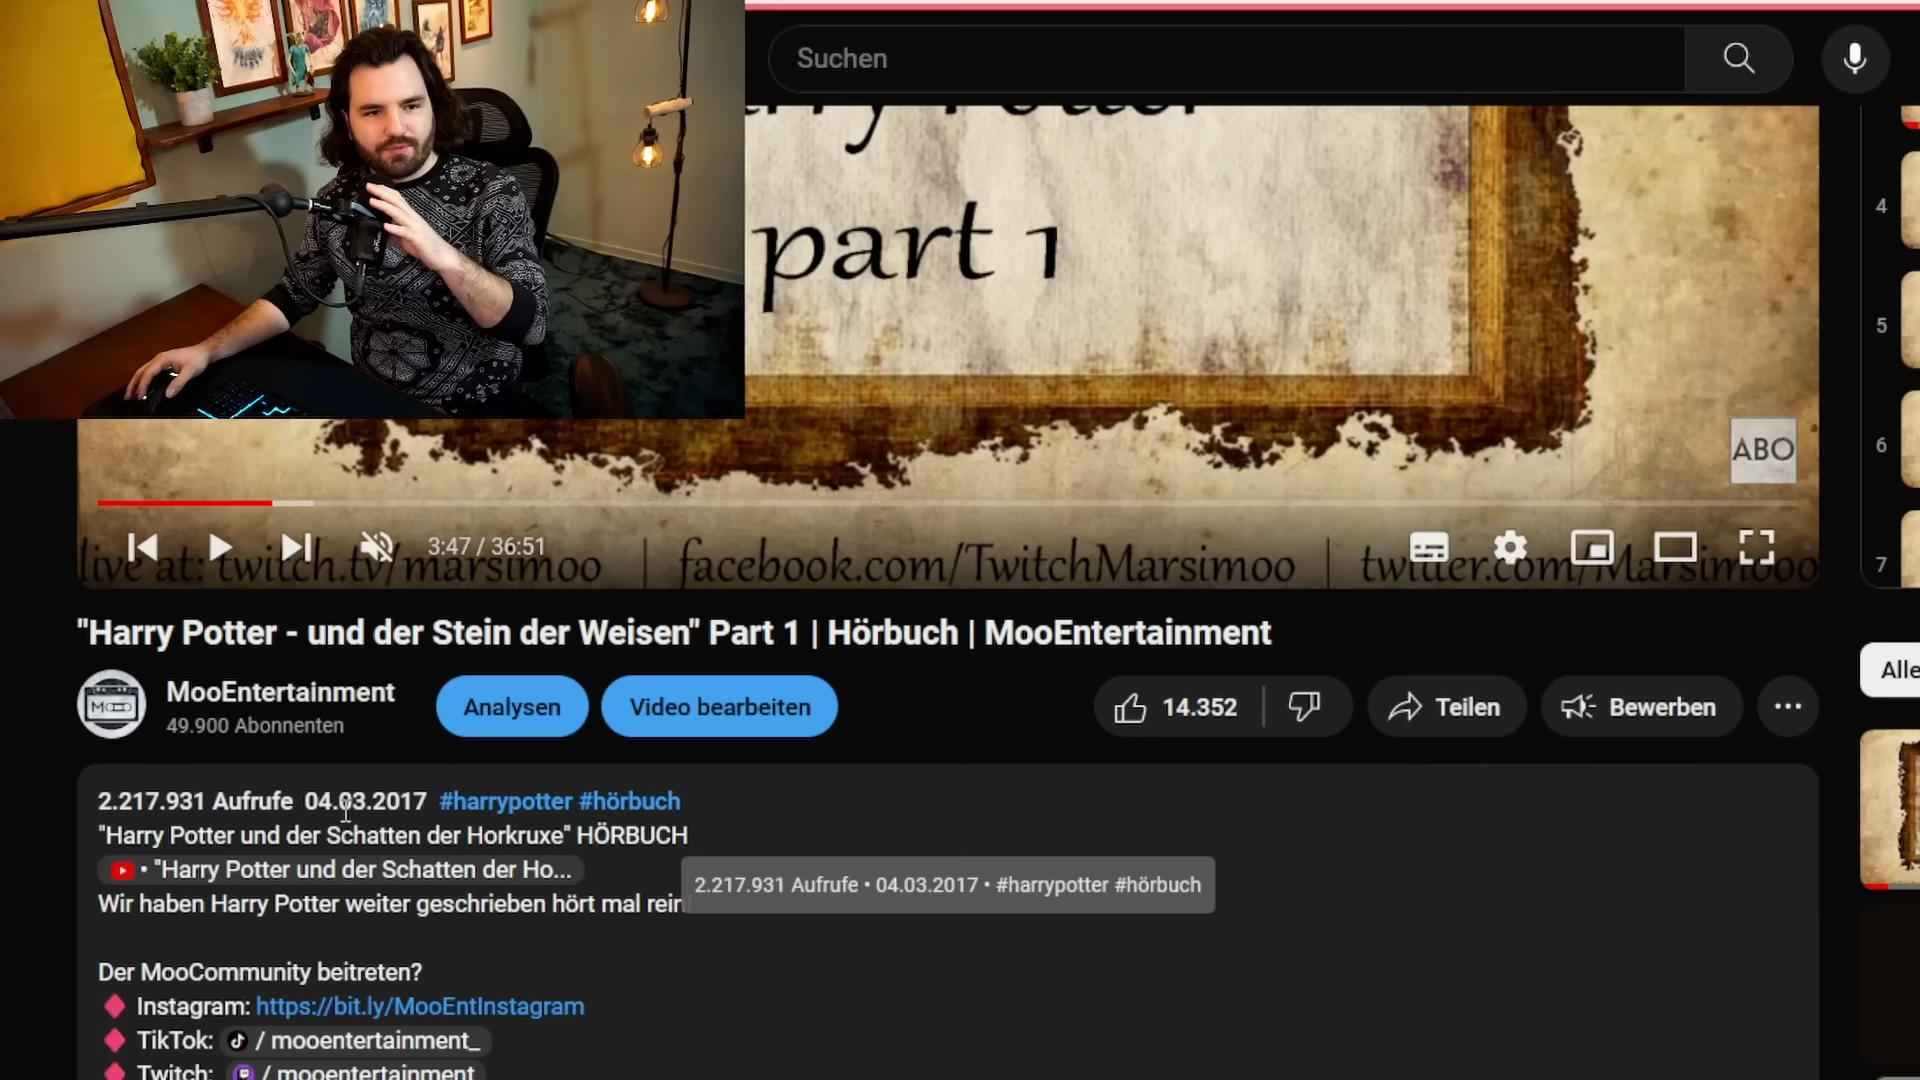 Suchen
part 1
ABO
4
5
6
7
3:47 / 36:51
live at: twitch.tv/marsimoo | facebook.com/TwitchMarsimoo | twitter.com/Marsimooo
"Harry Potter - und der Stein der Weisen" Part 1 | Hörbuch | MooEntertainment
MooEntertainment
49.900 Abonnenten
Analysen
Video bearbeiten
14.352
Teilen
Bewerben
Alle
2.217.931 Aufrufe 04.03.2017 #harrypotter #hörbuch
"Harry Potter und der Schatten der Horkruxe" HÖRBUCH
• "Harry Potter und der Schatten der Ho...
Wir haben Harry Potter weiter geschrieben hört mal rein
2.217.931 Aufrufe • 04.03.2017 • #harrypotter #hörbuch
Der MooCommunity beitreten?
Instagram: https://bit.ly/MooEntInstagram
TikTok: / mooentertainment_
Twitch: / mooentertainment